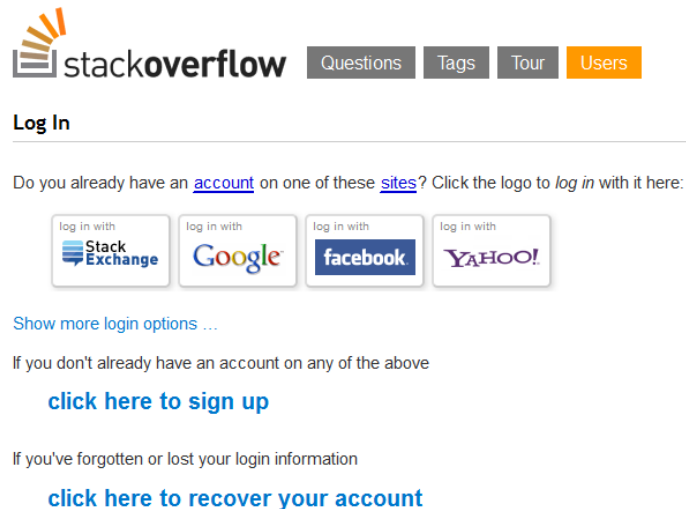 stackoverflow Questions Tags Tour Users
Log In
Do you already have an account on one of these sites? Click the logo to log in with it here:
log in with log in with log in with log in with
Stack Exchange Google facebook YAHOO!
Show more login options ...
If you don't already have an account on any of the above
click here to sign up
If you've forgotten or lost your login information
click here to recover your account